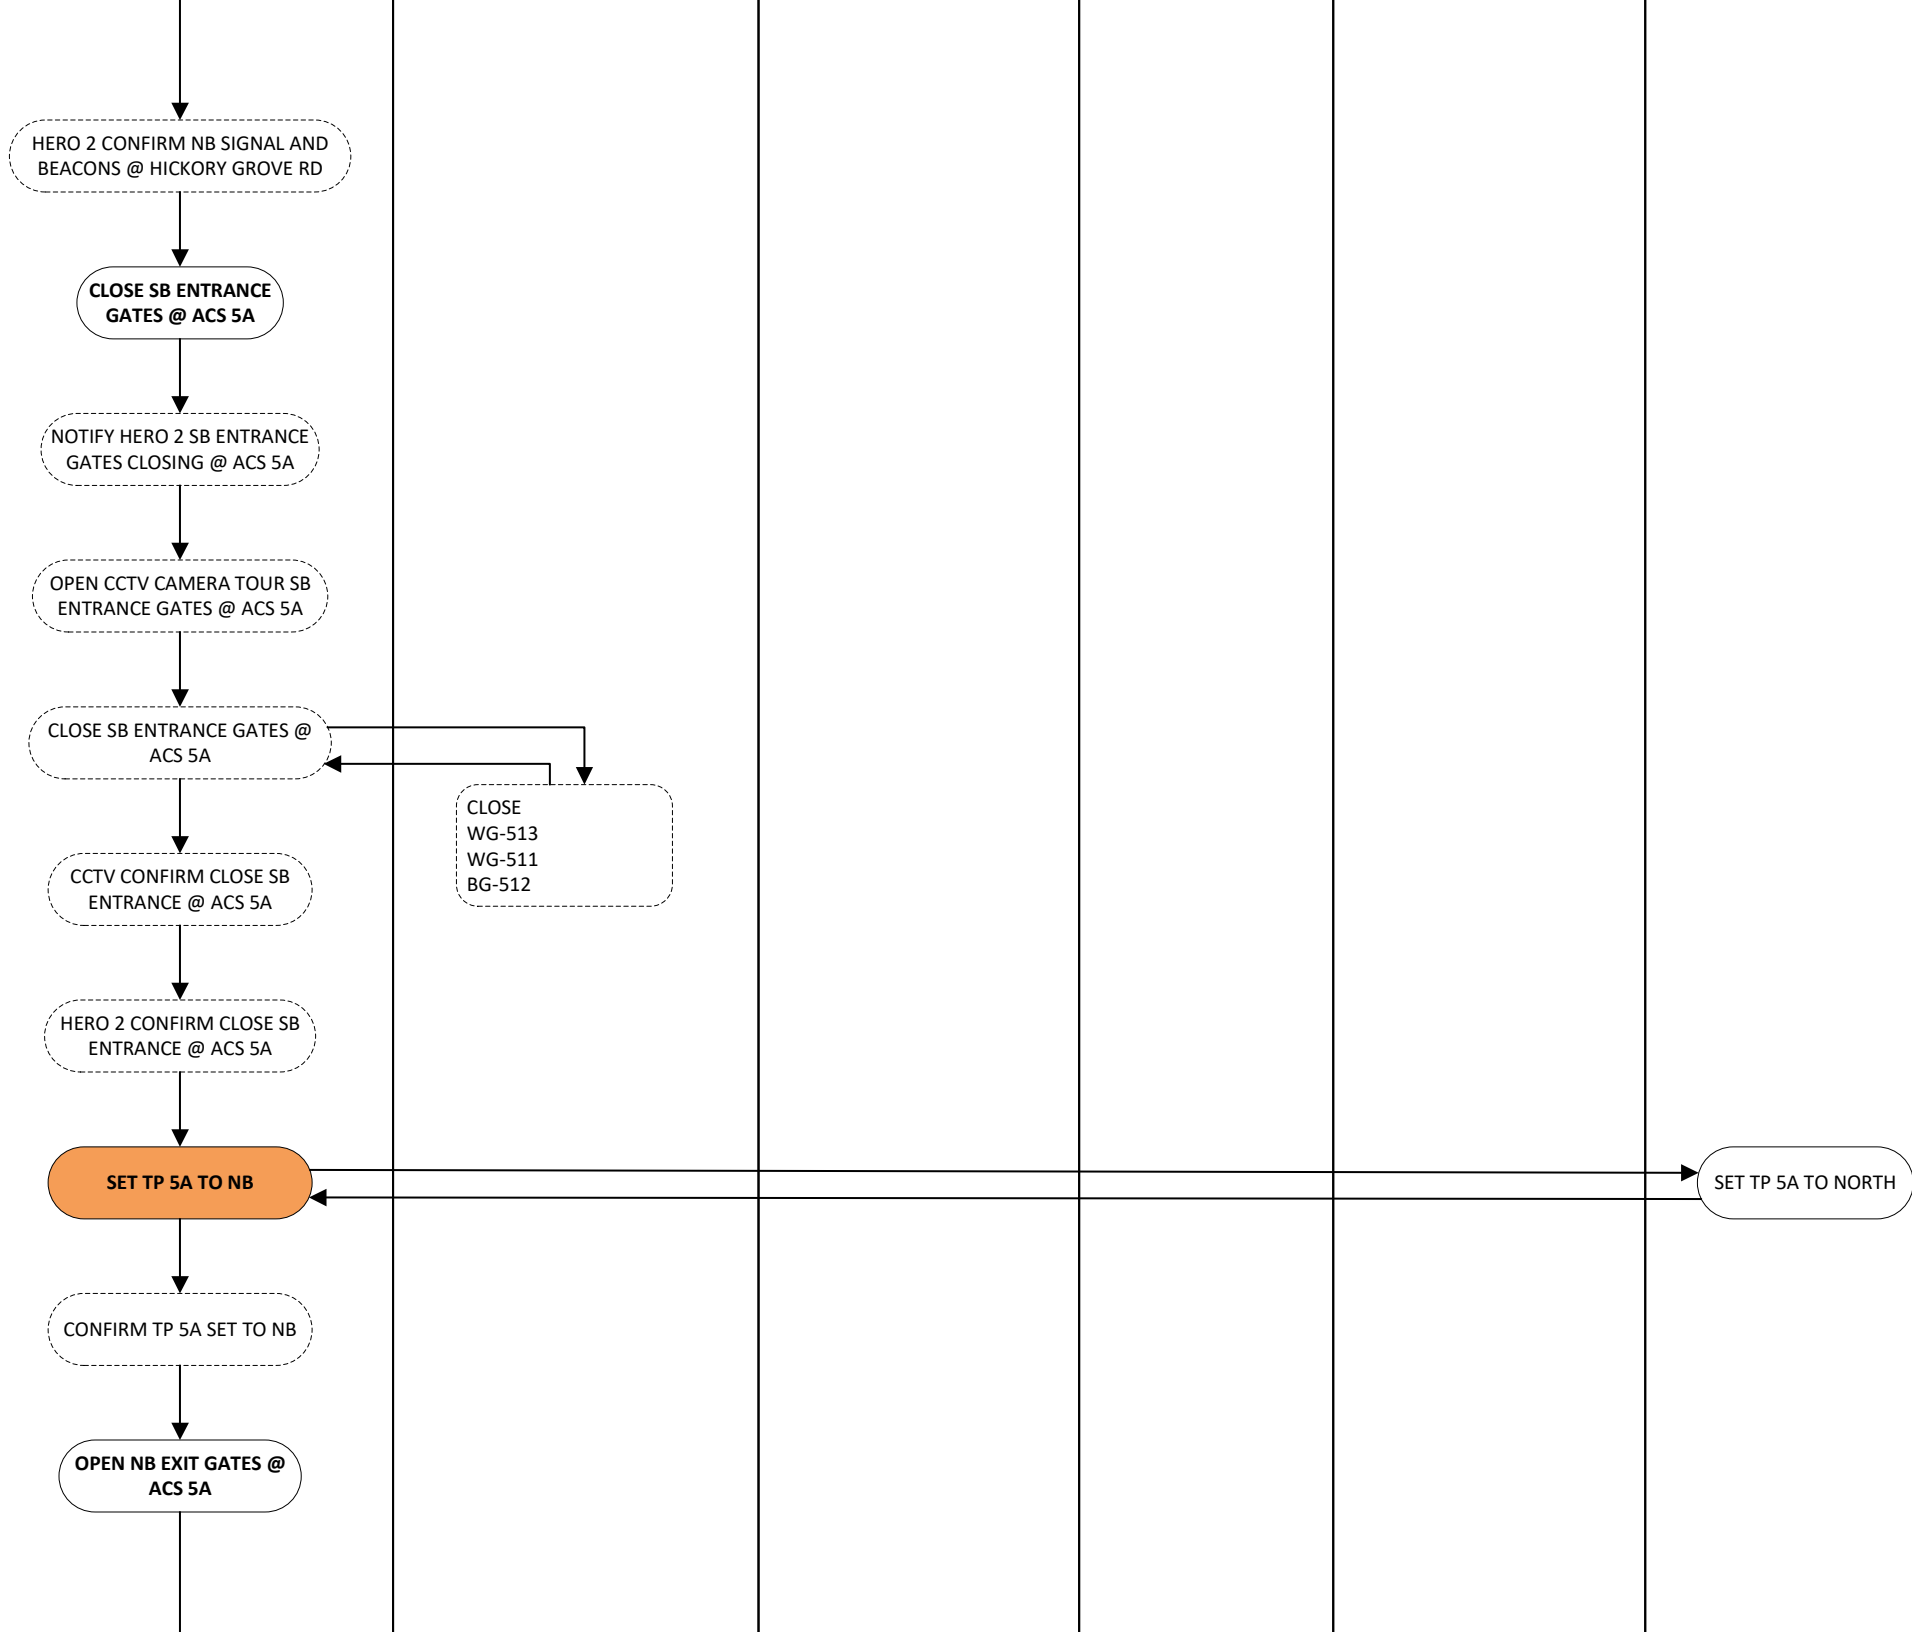 HERO 2 CONFIRM NB SIGNAL AND
BEACONS @ HICKORY GROVE RD
CLOSE SB ENTRANCE
GATES @ ACS 5A
NOTIFY HERO 2 SB ENTRANCE
GATES CLOSING @ ACS 5A
OPEN CCTV CAMERA TOUR SB
ENTRANCE GATES @ ACS 5A
CLOSE SB ENTRANCE GATES @
ACS 5A
CLOSE
WG-513
WG-511
BG-512
CCTV CONFIRM CLOSE SB
ENTRANCE @ ACS 5A
HERO 2 CONFIRM CLOSE SB
ENTRANCE @ ACS 5A
SET TP 5A TO NB
SET TP 5A TO NORTH
CONFIRM TP 5A SET TO NB
OPEN NB EXIT GATES @
ACS 5A